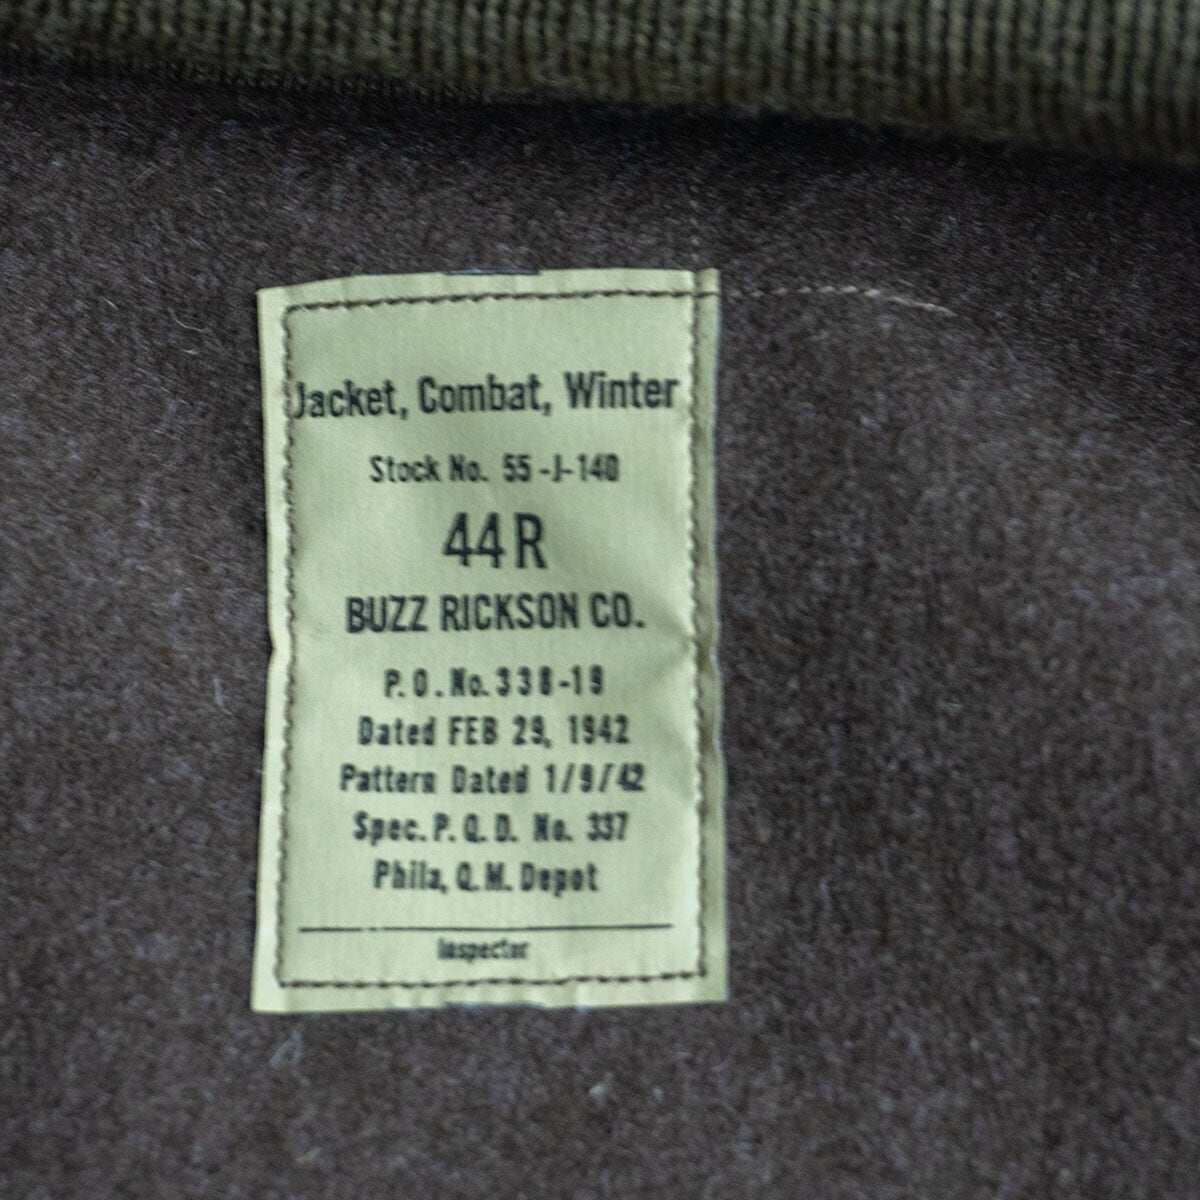 Jacket, Combat, Winter
Stock No. 55-J-140
44R
BUZZ RICKSON CO.
P.O.No.338-19
Dated FEB 29, 1942
Pattern Dated 1/9/42
Spec.P.Q.D. No. 337
Phila, Q.M. Depot
Inspector